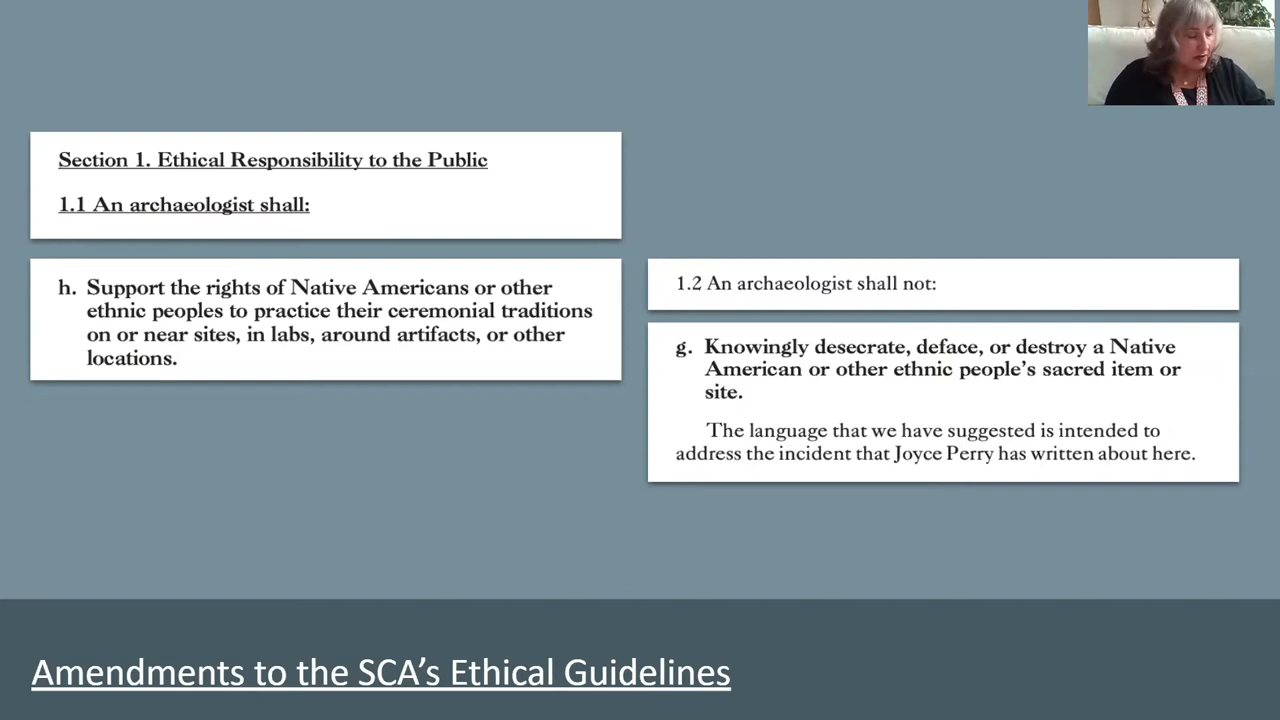 Section 1. Ethical Responsibility to the Public
1.1 An archaeologist shall:
h. Support the rights of Native Americans or other
ethnic peoples to practice their ceremonial traditions
on or near sites, in labs, around artifacts, or other
locations.
1.2 An archaeologist shall not:
g. Knowingly desecrate, deface, or destroy a Native
American or other ethnic people’s sacred item or
site.
The language that we have suggested is intended to
address the incident that Joyce Perry has written about here.
Amendments to the SCA’s Ethical Guidelines